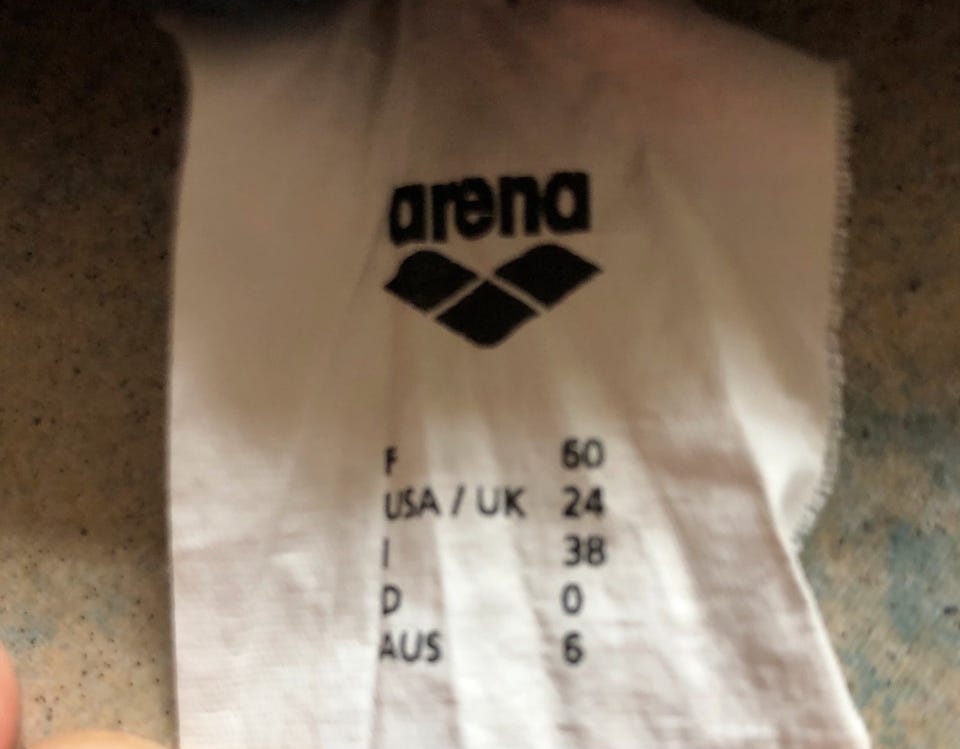 arena
F 60
USA / UK 24
I 38
D 0
AUS 6